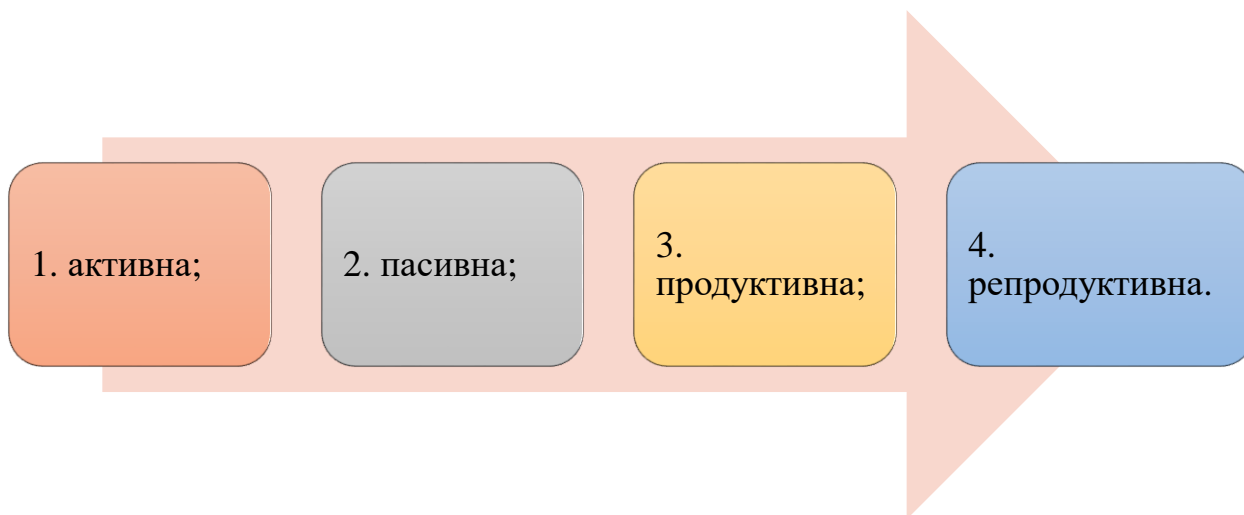 1. активна;
2. пасивна;
3.
продуктивна;
4.
репродуктивна.